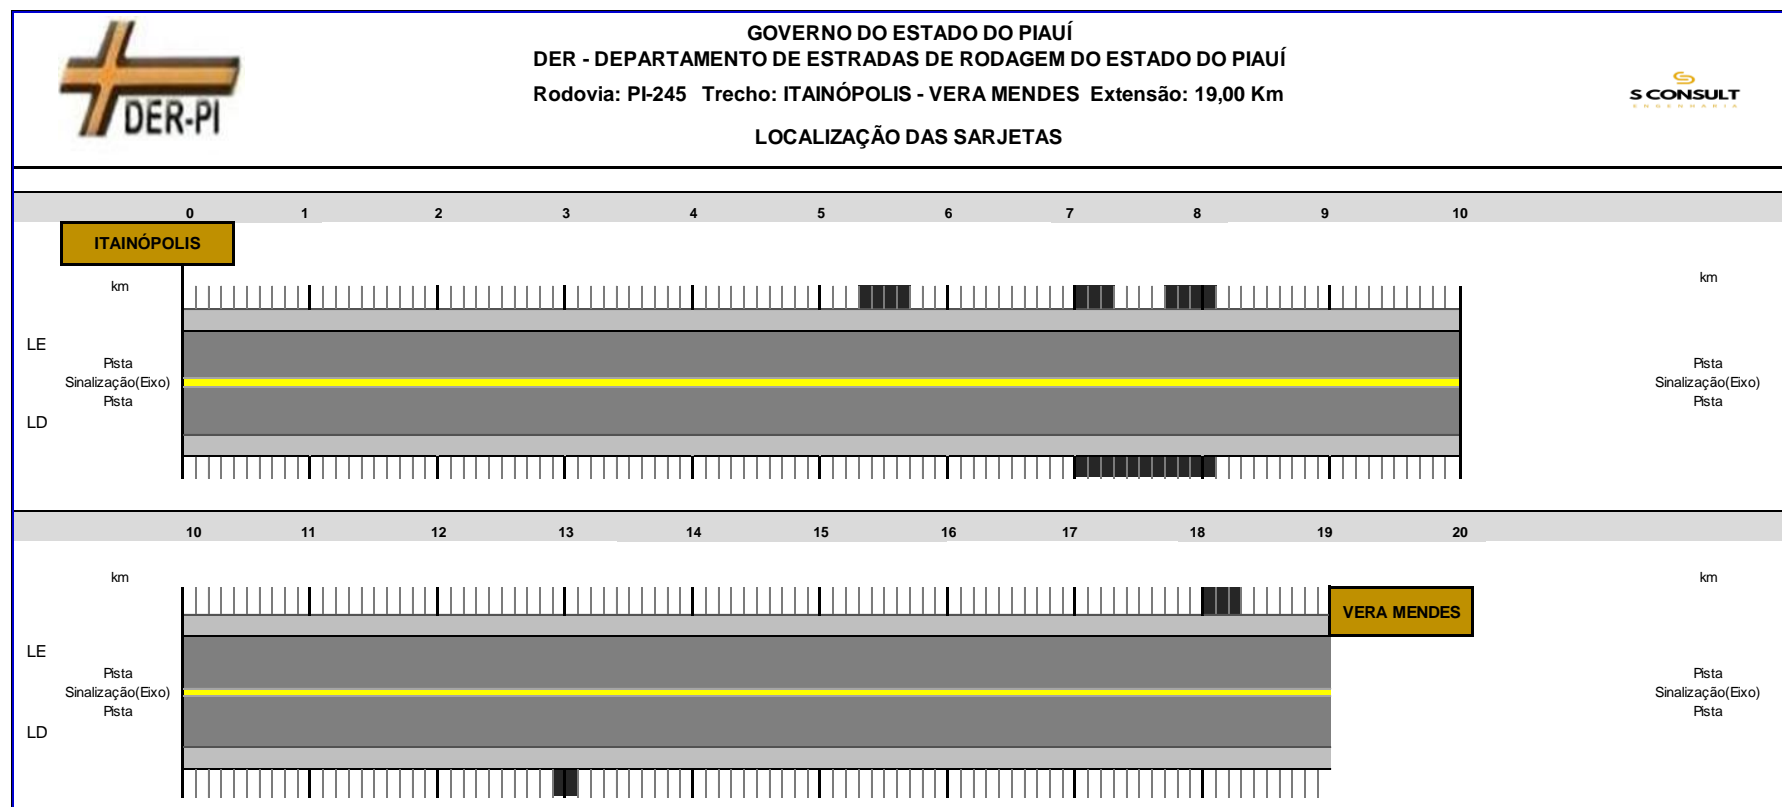 GOVERNO DO ESTADO DO PIAUÍ
DER - DEPARTAMENTO DE ESTRADAS DE RODAGEM DO ESTADO DO PIAUÍ
Rodovia: PI-245 Trecho: ITAINÓPOLIS - VERA MENDES Extensão: 19,00 Km
LOCALIZAÇÃO DAS SARJETAS
DER-PI
S CONSULT
ENGENHARIA
0 1 2 3 4 5 6 7 8 9 10
ITAINÓPOLIS
km km
LE
Pista Pista
Sinalização(Eixo) Sinalização(Eixo)
Pista Pista
LD
10 11 12 13 14 15 16 17 18 19 20
km km
VERA MENDES
LE
Pista Pista
Sinalização(Eixo) Sinalização(Eixo)
Pista Pista
LD